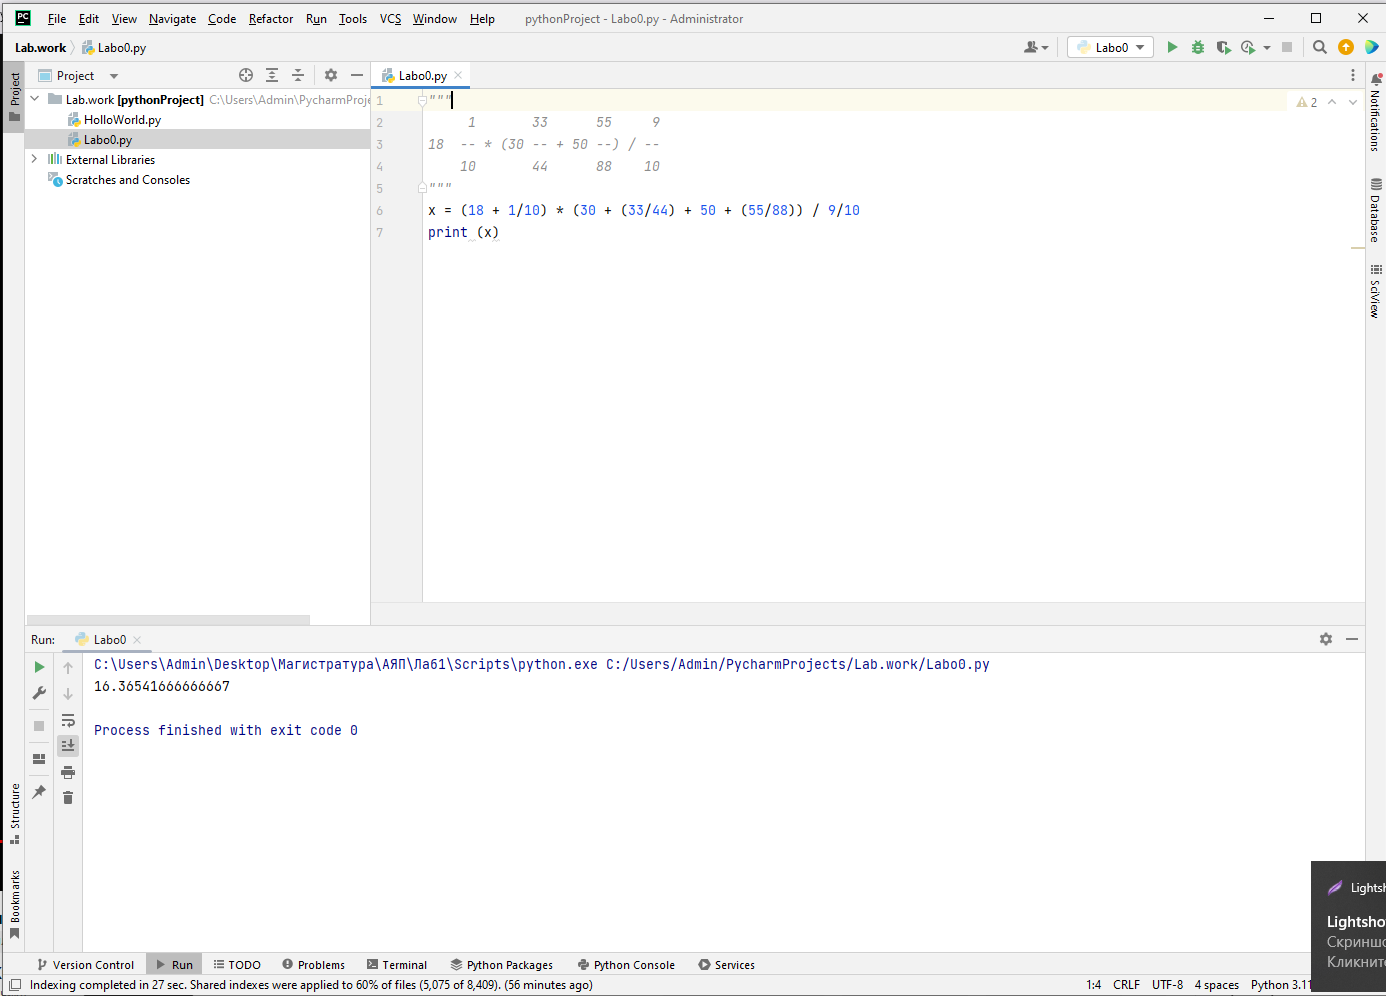 File Edit View Navigate Code Refactor Run Tools VCS Window Help pythonProject - Labo0.py - Administrator
Lab.work Labo0.py Labo0
Project Project Labo0.py
Lab.work [pythonProject] C:\Users\Admin\PycharmProje
HolloWorld.py
Labo0.py
External Libraries
Scratches and Consoles
1 """ 2
2 1 33 55 9
3 18 -- * (30 -- + 50 --) / --
4 10 44 88 10
5 """
6 x = (18 + 1/10) * (30 + (33/44) + 50 + (55/88)) / 9/10
7 print (x)
Notifications
Database
SciView
Run: Labo0
C:\Users\Admin\Desktop\Магистратура\АЯП\Лаб1\Scripts\python.exe C:/Users/Admin/PycharmProjects/Lab.work/Labo0.py
16.36541666666667
Process finished with exit code 0
Structure
Bookmarks
Lightsh
Lightsho
Скриншо
Кликнит
Version Control Run TODO Problems Terminal Python Packages Python Console Services
Indexing completed in 27 sec. Shared indexes were applied to 60% of files (5,075 of 8,409). (56 minutes ago) 1:4 CRLF UTF-8 4 spaces Python 3.11